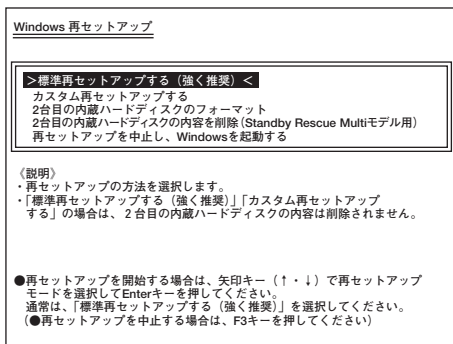 Windows 再セットアップ
>標準再セットアップする（強く推奨）<
カスタム再セットアップする
2台目の内蔵ハードディスクのフォーマット
2台目の内蔵ハードディスクの内容を削除(Standby Rescue Multiモデル用)
再セットアップを中止し、Windowsを起動する
《説明》
・再セットアップの方法を選択します。
・「標準再セットアップする（強く推奨）」「カスタム再セットアップ
する」の場合は、２台目の内蔵ハードディスクの内容は削除されません。
●再セットアップを開始する場合は、矢印キー（↑・↓）で再セットアップ
モードを選択してEnterキーを押してください。
通常は、「標準再セットアップする（強く推奨）」を選択してください。
（●再セットアップを中止する場合は、F3キーを押してください）